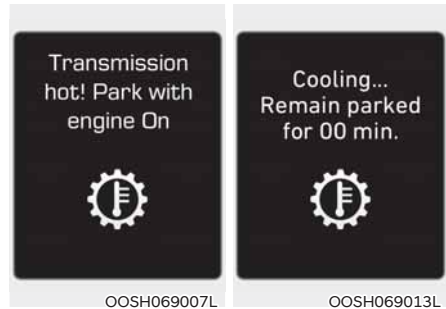 Transmission
hot! Park with
engine On
Cooling...
Remain parked
for 00 min.
OOSH069007L
OOSH069013L